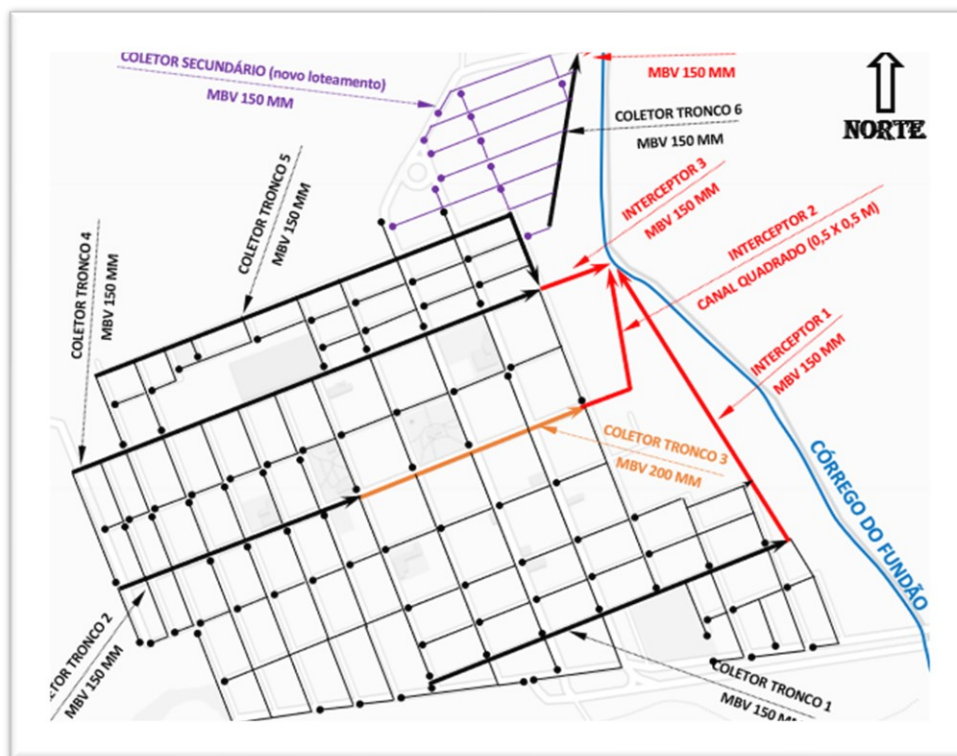 COLETOR SECUNDÁRIO (novo loteamento)
MBV 150 MM
MBV 150 MM
NORTE
COLETOR TRONCO 6
MBV 150 MM
COLETOR TRONCO 5
MBV 150 MM
INTERCEPTOR 3
MBV 150 MM
INTERCEPTOR 2
CANAL QUADRADO (0,5 X 0,5 M)
COLETOR TRONCO 4
MBV 150 MM
INTERCEPTOR 1
MBV 150 MM
COLETOR TRONCO 3
MBV 200 MM
CÓRREGO DO FUNDÃO
COLETOR TRONCO 2
MBV 150 MM
COLETOR TRONCO 1
MBV 150 MM